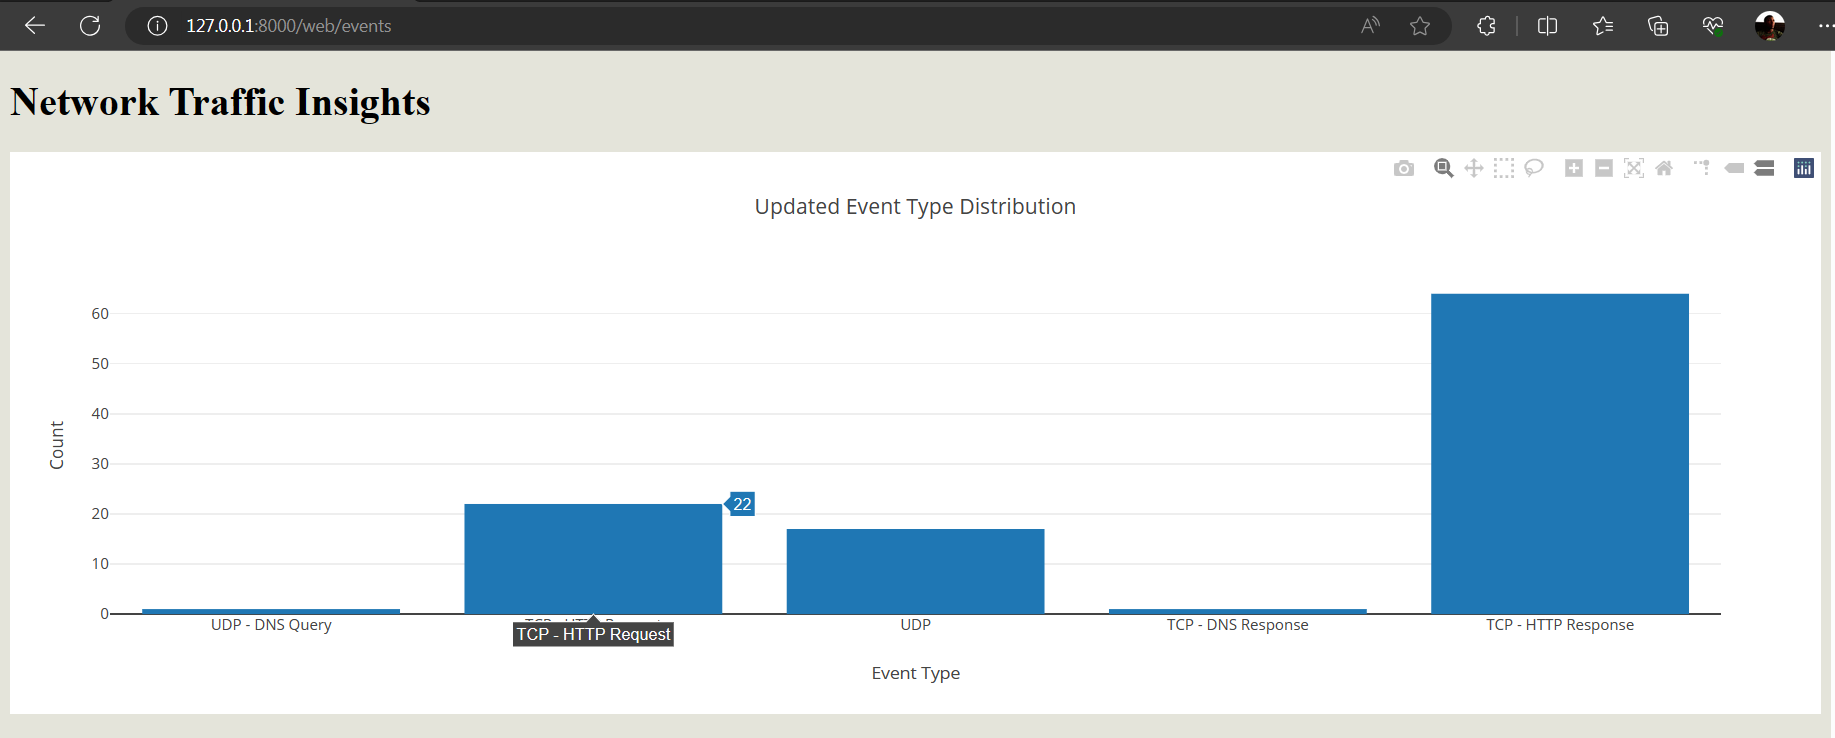 127.0.0.1:8000/web/events
Network Traffic Insights
Updated Event Type Distribution
60
50
40
30
20
10
0
Count
22
UDP - DNS Query
TCP - HTTP Request
UDP
TCP - DNS Response
TCP - HTTP Response
Event Type